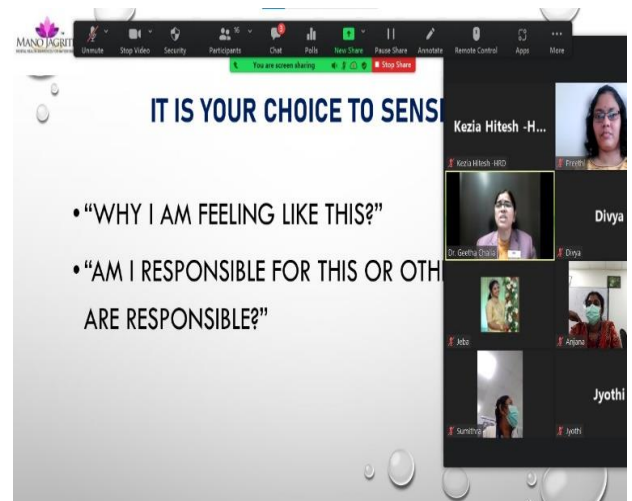 MANO JAGRITI
Unmute
Stop Video
Security
Participants
16
Chat
Polls
New Share
Pause Share
Annotate
Remote Control
Apps
More
You are screen sharing
Stop Share
IT IS YOUR CHOICE TO SENSI
• “WHY I AM FEELING LIKE THIS?”
• “AM I RESPONSIBLE FOR THIS OR OTH
ARE RESPONSIBLE?”
Kezia Hitesh -H...
Kezia Hitesh -HRD
Preethi
Dr. Geetha Challa
Divya
Divya
Jeba
Anjana
Sumithra
Jyothi
Jyothi